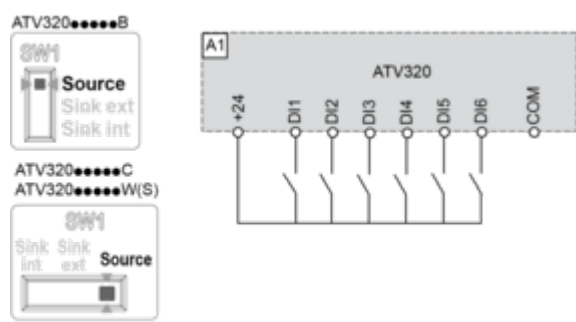 ATV320●●●●●B
SW1
Source
Sink ext
Sink int
ATV320●●●●●C
ATV320●●●●●W(S)
SW1
Sink int
Sink ext
Source
A1
ATV320
+24
DI1
DI2
DI3
DI4
DI5
DI6
COM